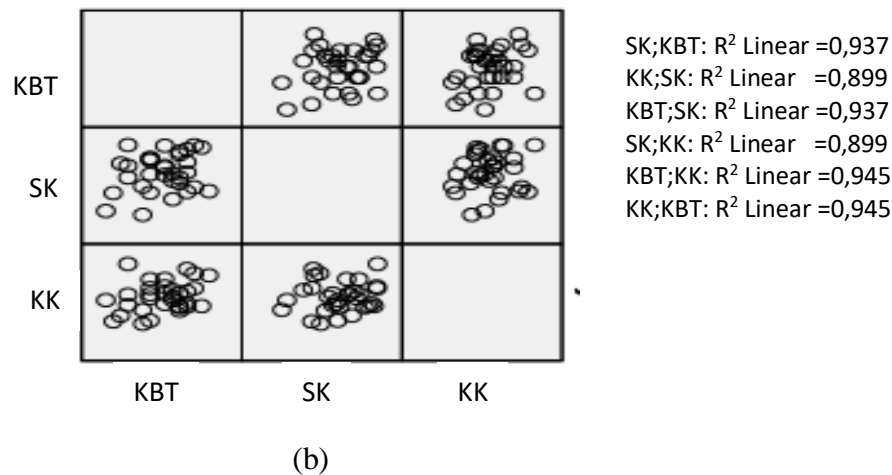 KBT
SK
KK
KBT SK KK
SK;KBT: R² Linear =0,937
KK;SK: R² Linear =0,899
KBT;SK: R² Linear =0,937
SK;KK: R² Linear =0,899
KBT;KK: R² Linear =0,945
KK;KBT: R² Linear =0,945
(b)